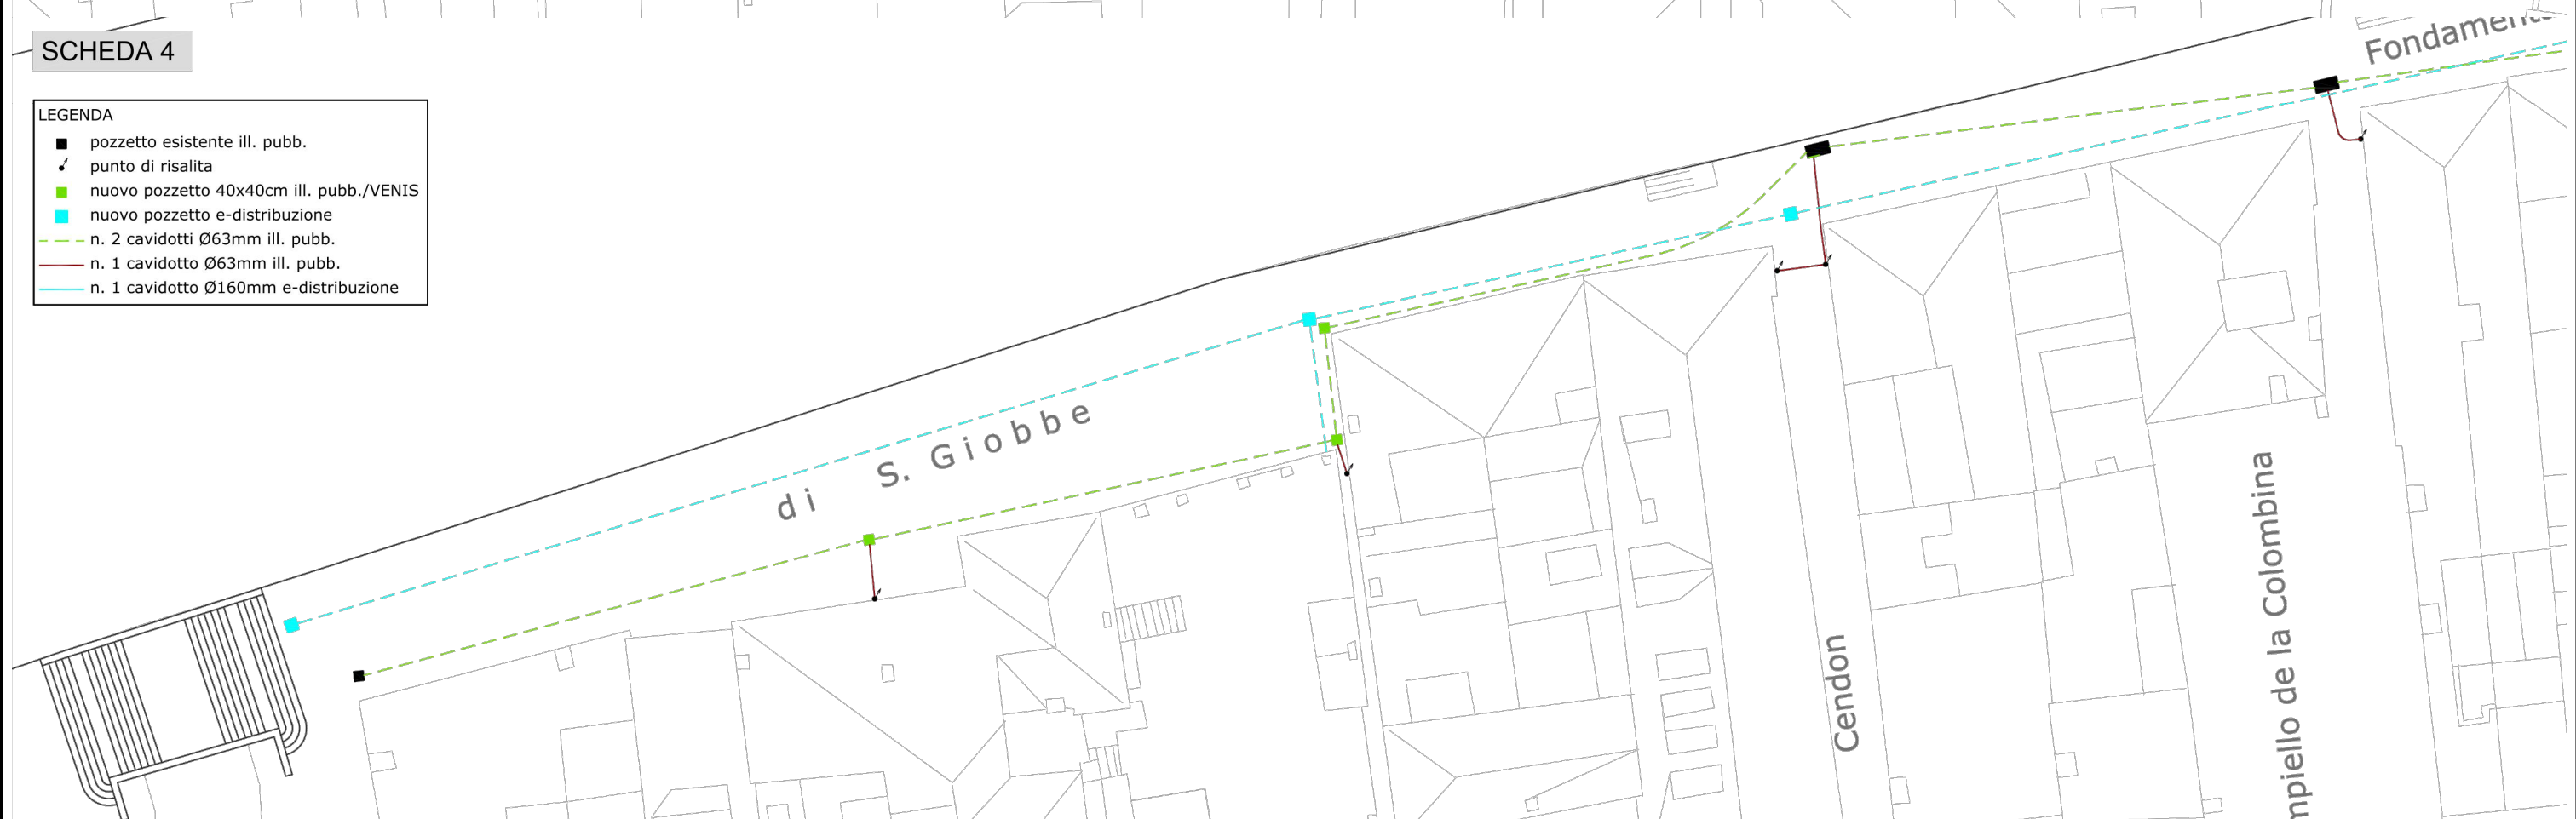 SCHEDA 4
LEGENDA
pozzetto esistente ill. pubb.
punto di risalita
nuovo pozzetto 40x40cm ill. pubb./VENIS
nuovo pozzetto e-distribuzione
n. 2 cavidotti Ø63mm ill. pubb.
n. 1 cavidotto Ø63mm ill. pubb.
n. 1 cavidotto Ø160mm e-distribuzione
di S. Giobbe
Cendon
mpiello de la Colombina